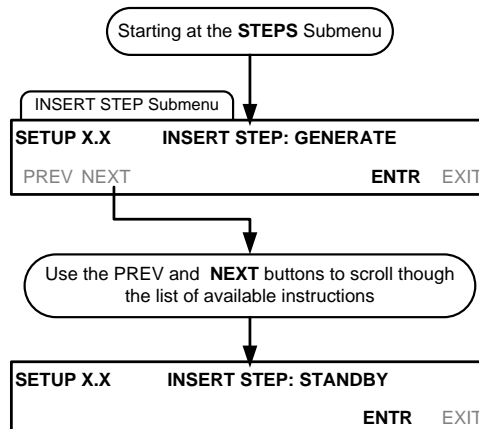 Starting at the STEPS Submenu
INSERT STEP Submenu
SETUP X.X INSERT STEP: GENERATE
PREV NEXT ENTR EXIT
Use the PREV and NEXT buttons to scroll though
the list of available instructions
SETUP X.X INSERT STEP: STANDBY
ENTR EXIT